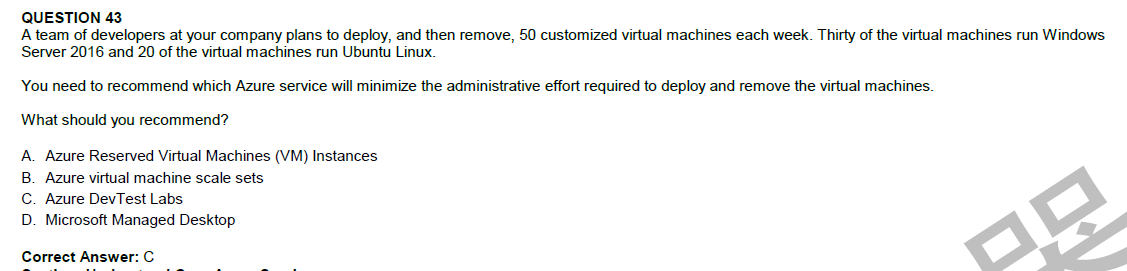 QUESTION 43
A team of developers at your company plans to deploy, and then remove, 50 customized virtual machines each week. Thirty of the virtual machines run Windows
Server 2016 and 20 of the virtual machines run Ubuntu Linux.
You need to recommend which Azure service will minimize the administrative effort required to deploy and remove the virtual machines.
What should you recommend?
A. Azure Reserved Virtual Machines (VM) Instances
B. Azure virtual machine scale sets
C. Azure DevTest Labs
D. Microsoft Managed Desktop
Correct Answer: C